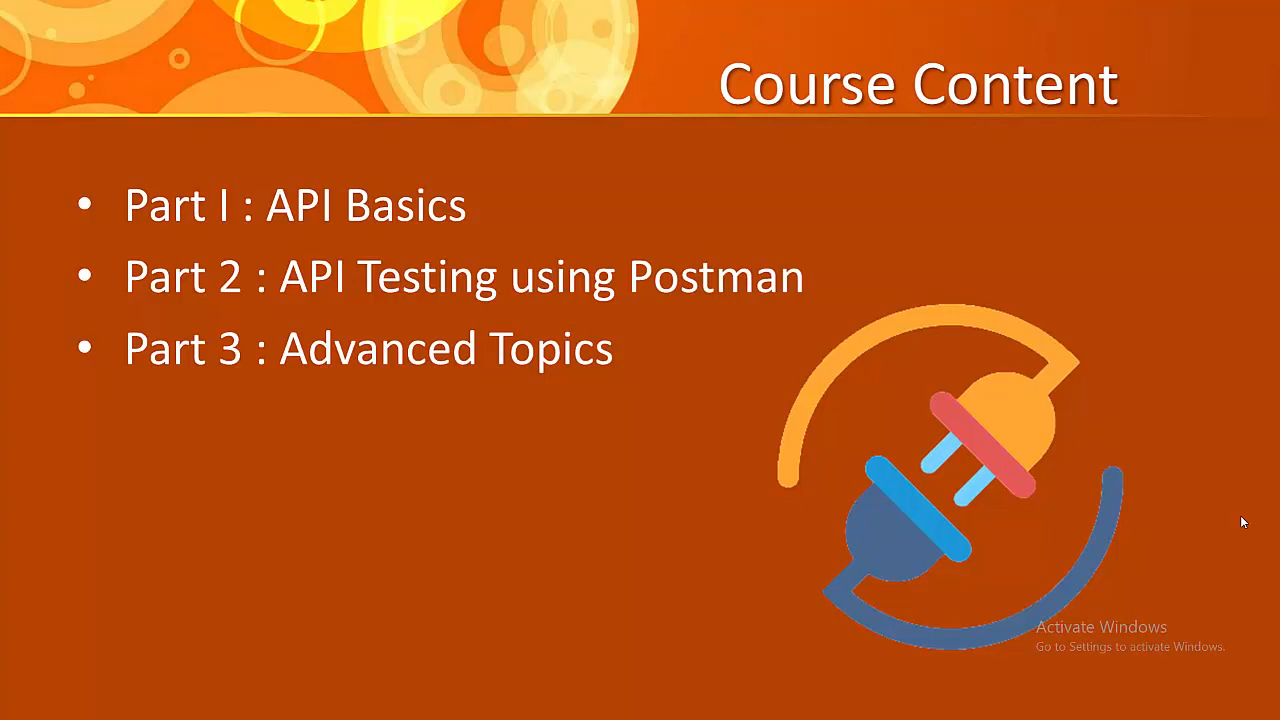 Course Content
• Part I : API Basics
• Part 2 : API Testing using Postman
• Part 3 : Advanced Topics
Activate Windows
Go to Settings to activate Windows.